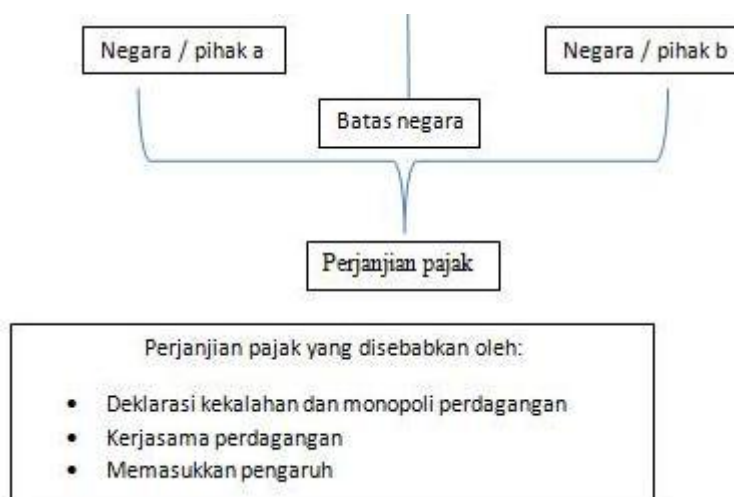 Negara / pihak a
Negara / pihak b
Batas negara
Perjanjian pajak
Perjanjian pajak yang disebabkan oleh:
• Deklarasi kekalahan dan monopoli perdagangan
• Kerjasama perdagangan
• Memasukkan pengaruh